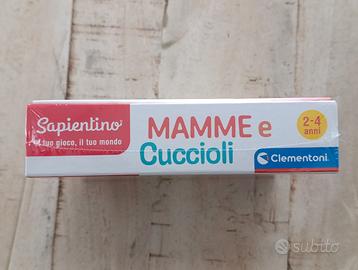 Sapientino
il tuo gioco, il tuo mondo
MAMME e
Cuccioli
2-4
anni
Clementoni
subito